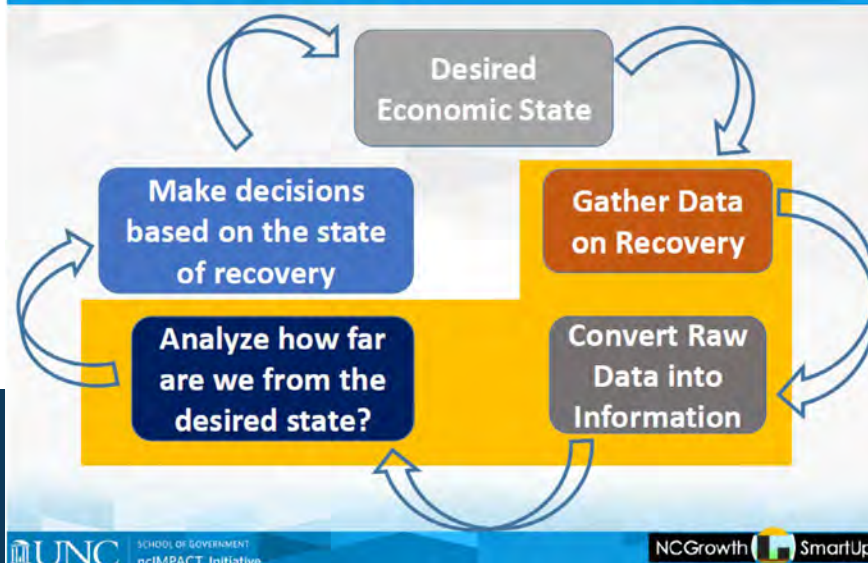 Desired
Economic State
Make decisions
based on the state
of recovery
Gather Data
on Recovery
Analyze how far
are we from the
desired state?
Convert Raw
Data into
Information
UNC
SCHOOL OF GOVERNMENT
ncIMPACT Initiative
NCGrowth SmartUp